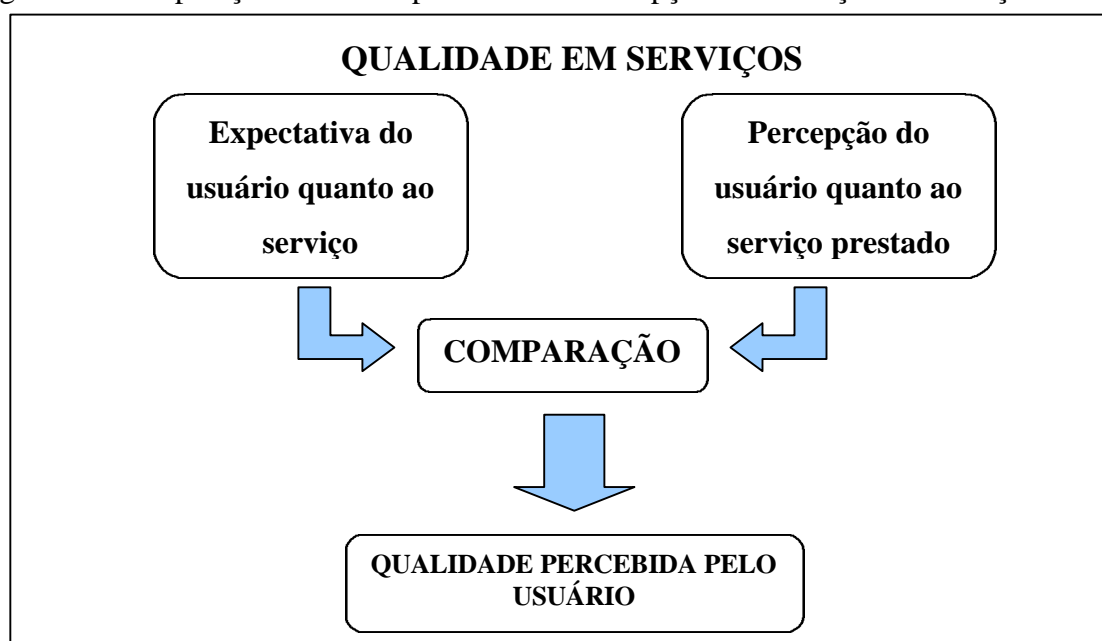 QUALIDADE EM SERVIÇOS
Expectativa do
usuário quanto ao
serviço
Percepção do
usuário quanto ao
serviço prestado
COMPARAÇÃO
QUALIDADE PERCEBIDA PELO
USUÁRIO